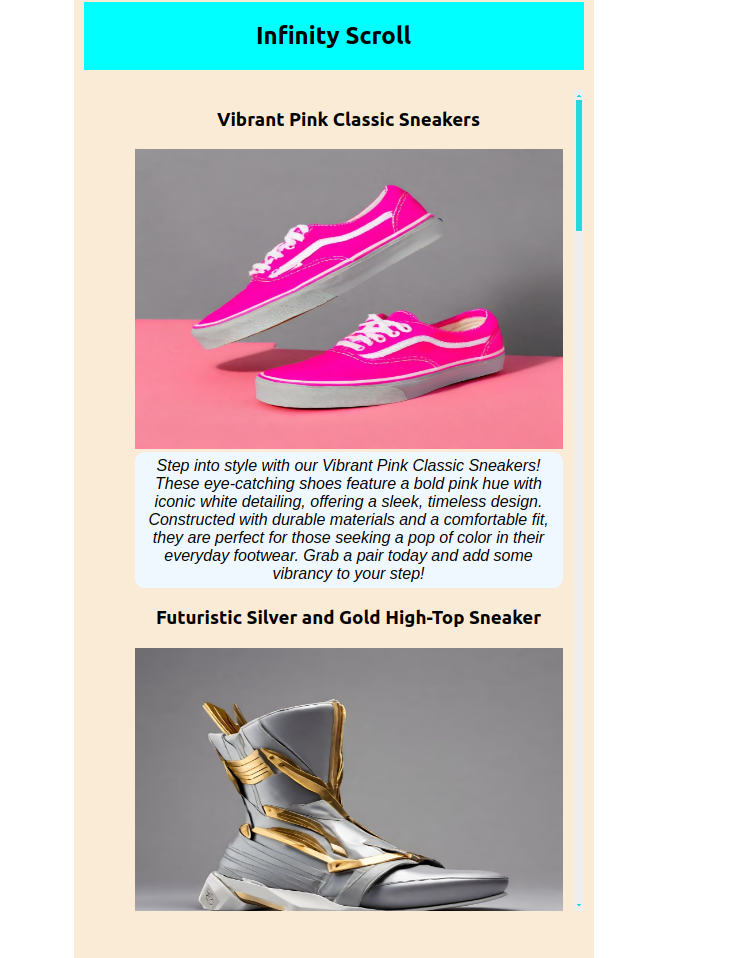 Infinity Scroll
Vibrant Pink Classic Sneakers
Step into style with our Vibrant Pink Classic Sneakers!
These eye-catching shoes feature a bold pink hue with
iconic white detailing, offering a sleek, timeless design.
Constructed with durable materials and a comfortable fit,
they are perfect for those seeking a pop of color in their
everyday footwear. Grab a pair today and add some
vibrancy to your step!
Futuristic Silver and Gold High-Top Sneaker